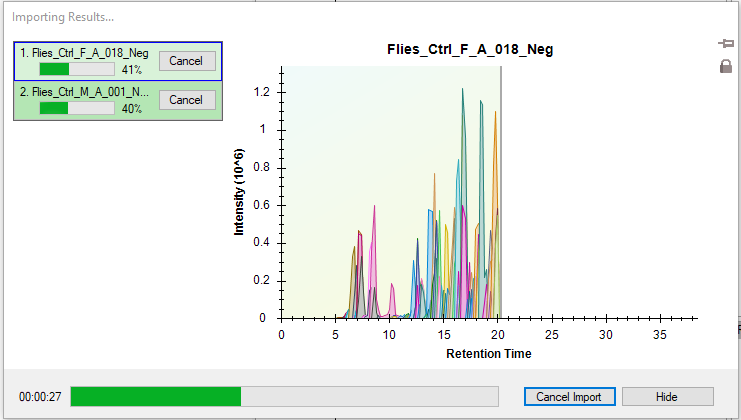 Importing Results...
1. Flies_Ctrl_F_A_018_Neg
41%
Cancel
2. Flies_Ctrl_M_A_001_N...
40%
Cancel
Flies_Ctrl_F_A_018_Neg
Intensity (10^6)
1.2
1
0.8
0.6
0.4
0.2
0
0 5 10 15 20 25 30 35
Retention Time
00:00:27
Cancel Import
Hide